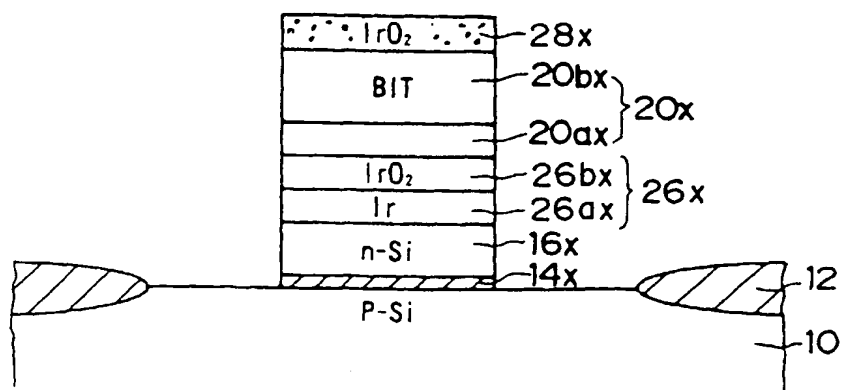 IrO₂ 28x
BIT 20bx
20x
20ax
IrO₂ 26bx
26x
Ir 26ax
n-Si 16x
14x
12
P-Si
10